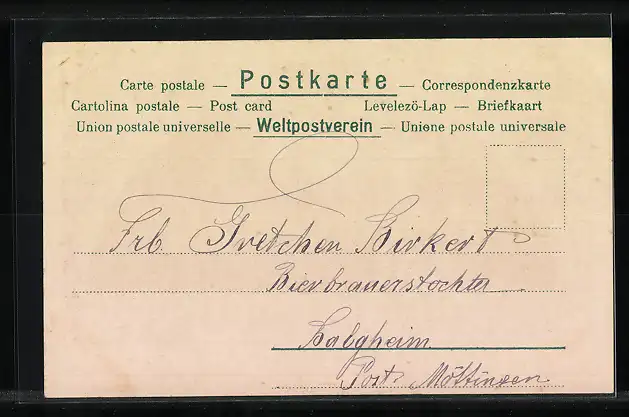 Carte postale — Postkarte — Correspondenzkarte
Cartolina postale — Post card Levelezö-Lap — Briefkaart
Union postale universelle — Weltpostverein — Unione postale universale
Frl. Gretchen Birkert
Bierbrauerstochter
Balgheim
Post Möttingen